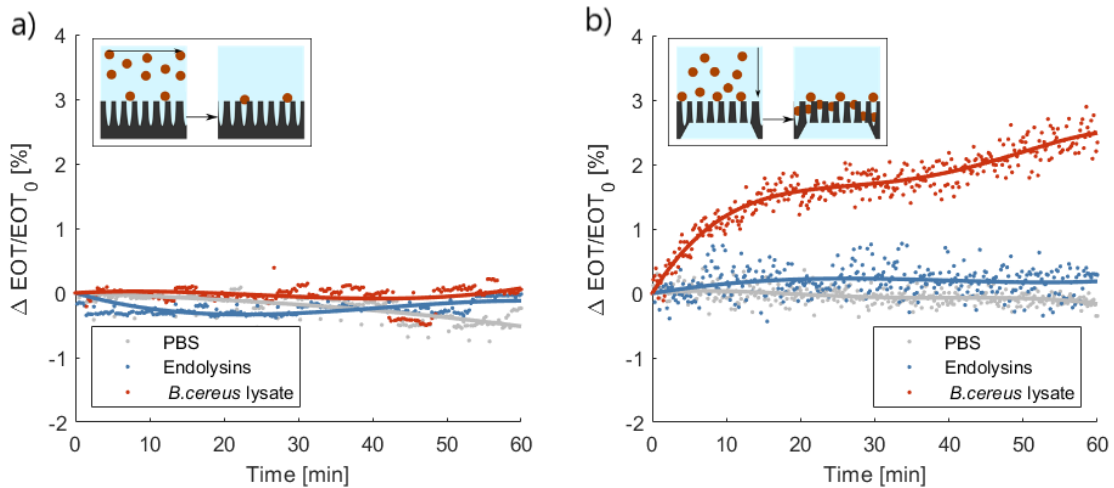 a)
4
3
2
1
0
-1
-2
Δ EOT/EOT0 [%]
PBS
Endolysins
B.cereus lysate
0 10 20 30 40 50 60
Time [min]
b)
4
3
2
1
0
-1
-2
Δ EOT/EOT0 [%]
PBS
Endolysins
B.cereus lysate
0 10 20 30 40 50 60
Time [min]